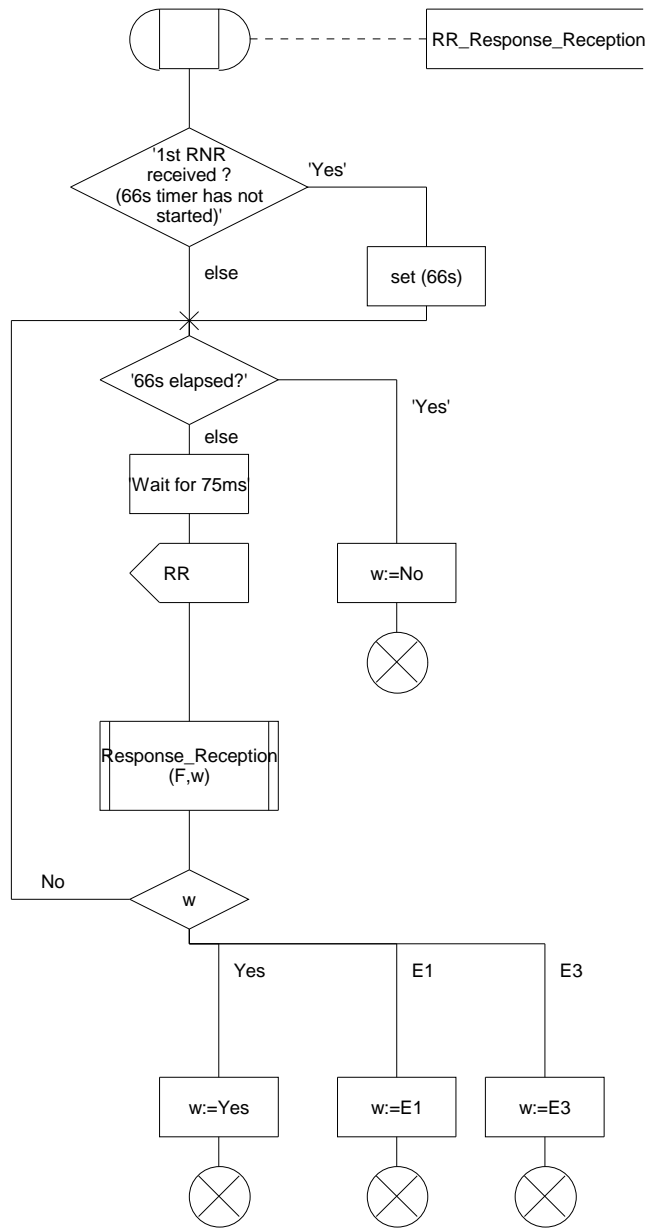 RR_Response_Reception
'1st RNR
received ?
(66s timer has not
started)'
'Yes'
else
set (66s)
'66s elapsed?'
'Yes'
else
'Wait for 75ms'
RR
w:=No
Response_Reception
(F,w)
No
w
Yes
E1
E3
w:=Yes
w:=E1
w:=E3